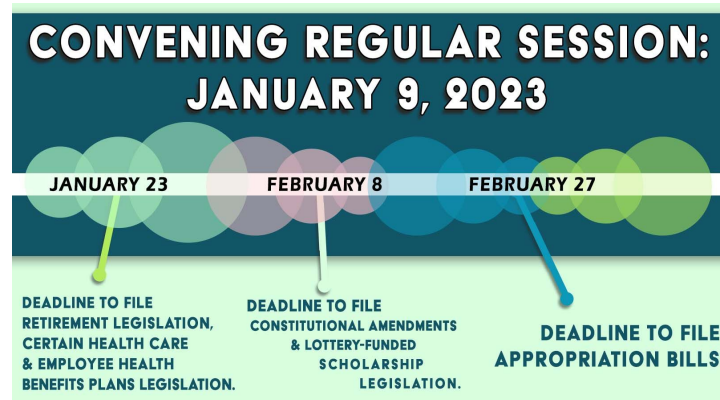 CONVENING REGULAR SESSION:
JANUARY 9, 2023
JANUARY 23
FEBRUARY 8
FEBRUARY 27
DEADLINE TO FILE
RETIREMENT LEGISLATION,
CERTAIN HEALTH CARE
& EMPLOYEE HEALTH
BENEFITS PLANS LEGISLATION.
DEADLINE TO FILE
CONSTITUTIONAL AMENDMENTS
& LOTTERY-FUNDED
SCHOLARSHIP
LEGISLATION.
DEADLINE TO FILE
APPROPRIATION BILLS